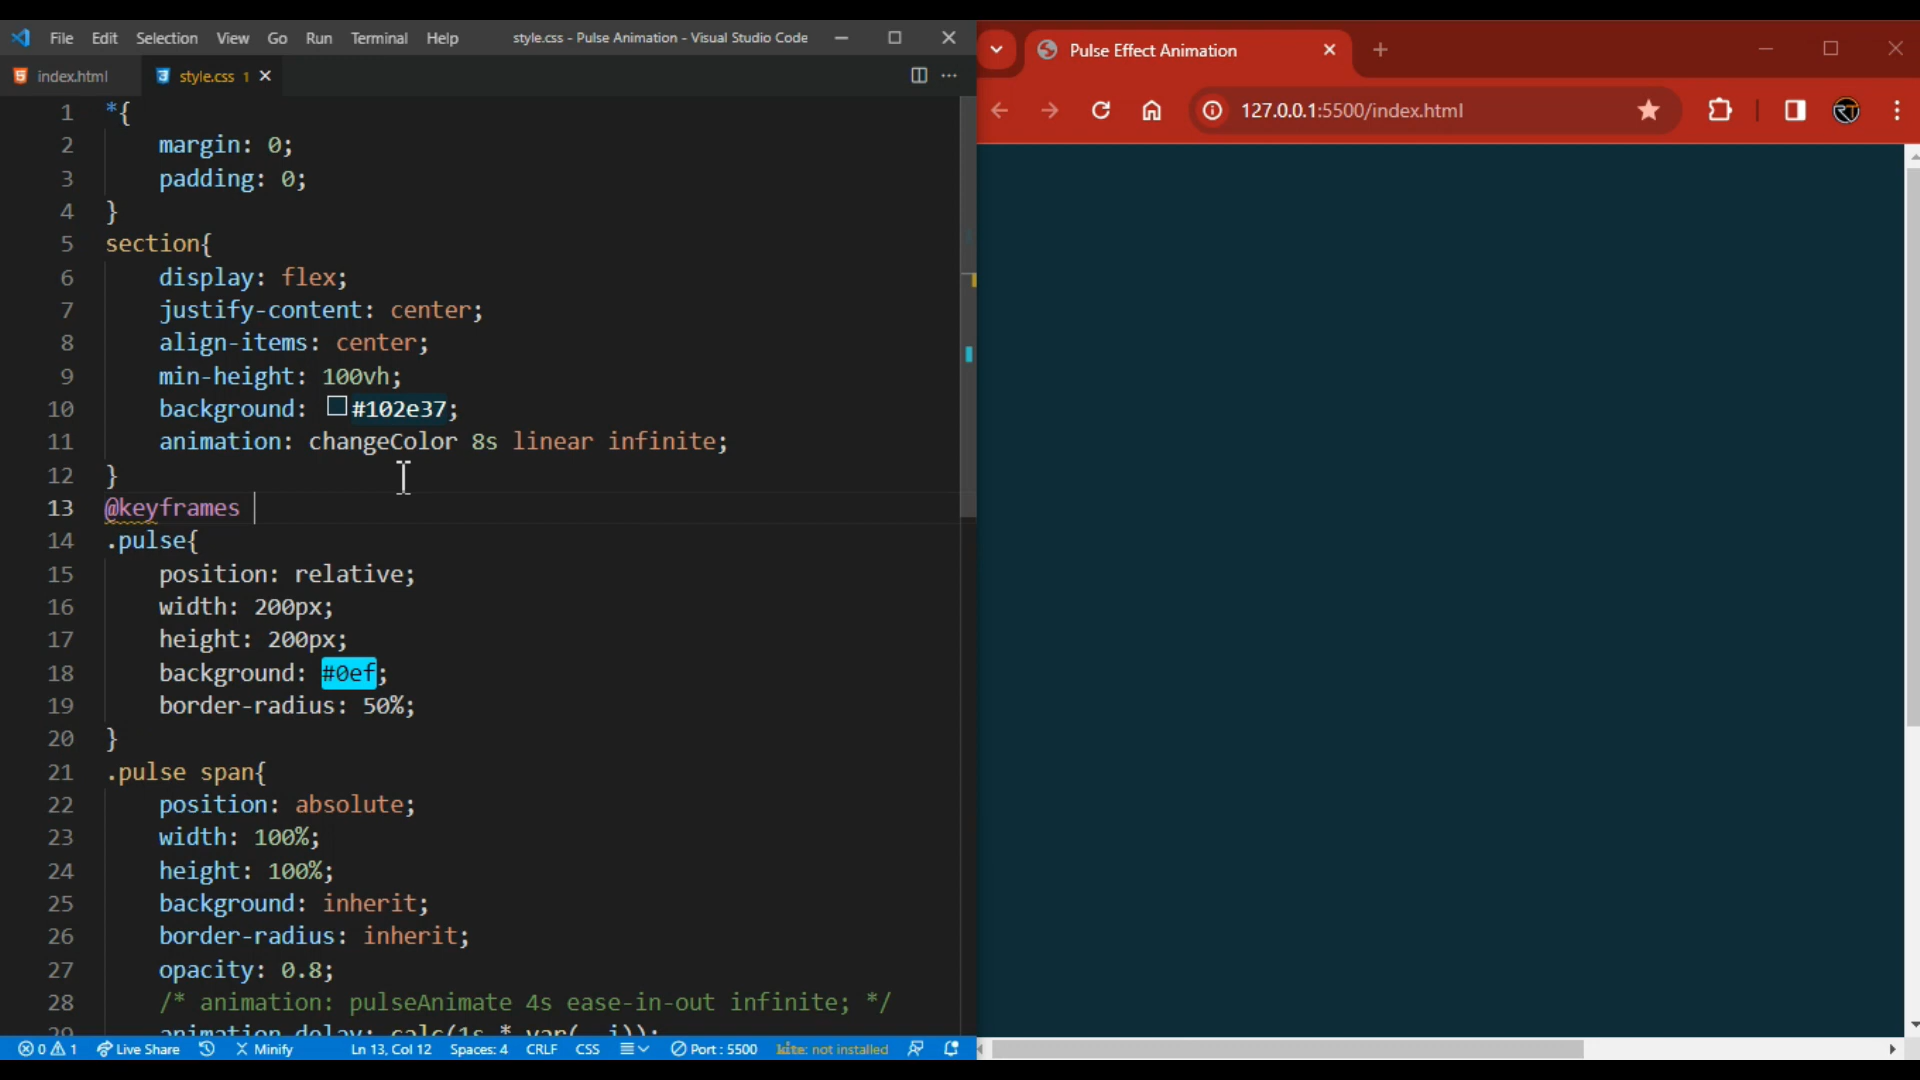 File Edit Selection View Go Run Terminal Help style.css - Pulse Animation - Visual Studio Code
index.html style.css 1
1 *{
2 margin: 0;
3 padding: 0;
4 }
5 section{
6 display: flex;
7 justify-content: center;
8 align-items: center;
9 min-height: 100vh;
10 background: #102e37;
11 animation: changeColor 8s linear infinite;
12 }
13 @keyframes
14 .pulse{
15 position: relative;
16 width: 200px;
17 height: 200px;
18 background: #0ef;
19 border-radius: 50%;
20 }
21 .pulse span{
22 position: absolute;
23 width: 100%;
24 height: 100%;
25 background: inherit;
26 border-radius: inherit;
27 opacity: 0.8;
28 /* animation: pulseAnimate 4s ease-in-out infinite; */
29 animation-delay: calc(1s * var(--i));
0 1 Live Share Minify Ln 13, Col 12 Spaces: 4 CRLF CSS Port : 5500 kite: not installed
Pulse Effect Animation
127.0.0.1:5500/index.html